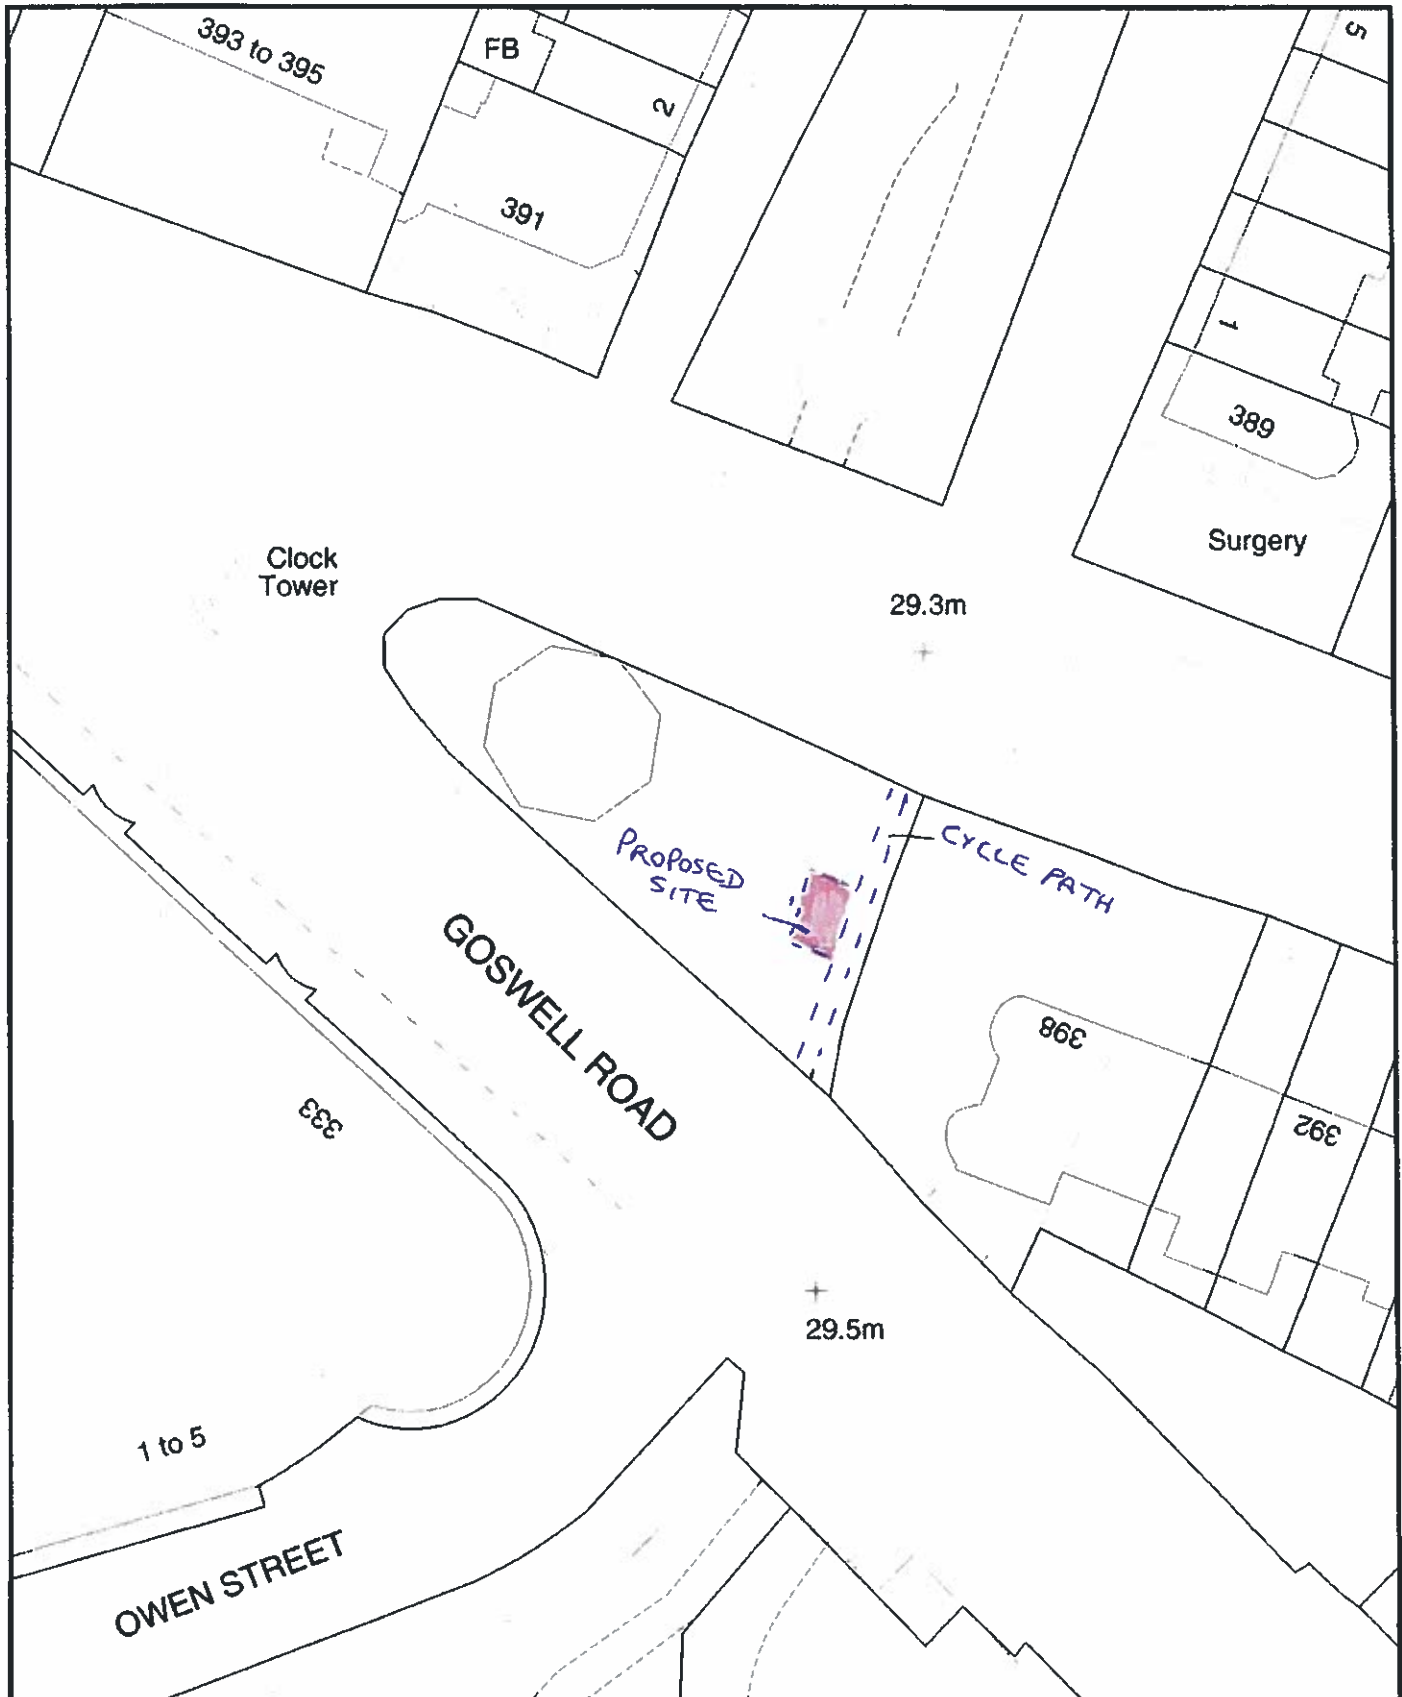 393 to 395
FB
2
5
391
1
389
Surgery
Clock
Tower
29.3m
CYCLE PATH
PROPOSED
SITE
GOSWELL ROAD
398
392
333
29.5m
1 to 5
OWEN STREET